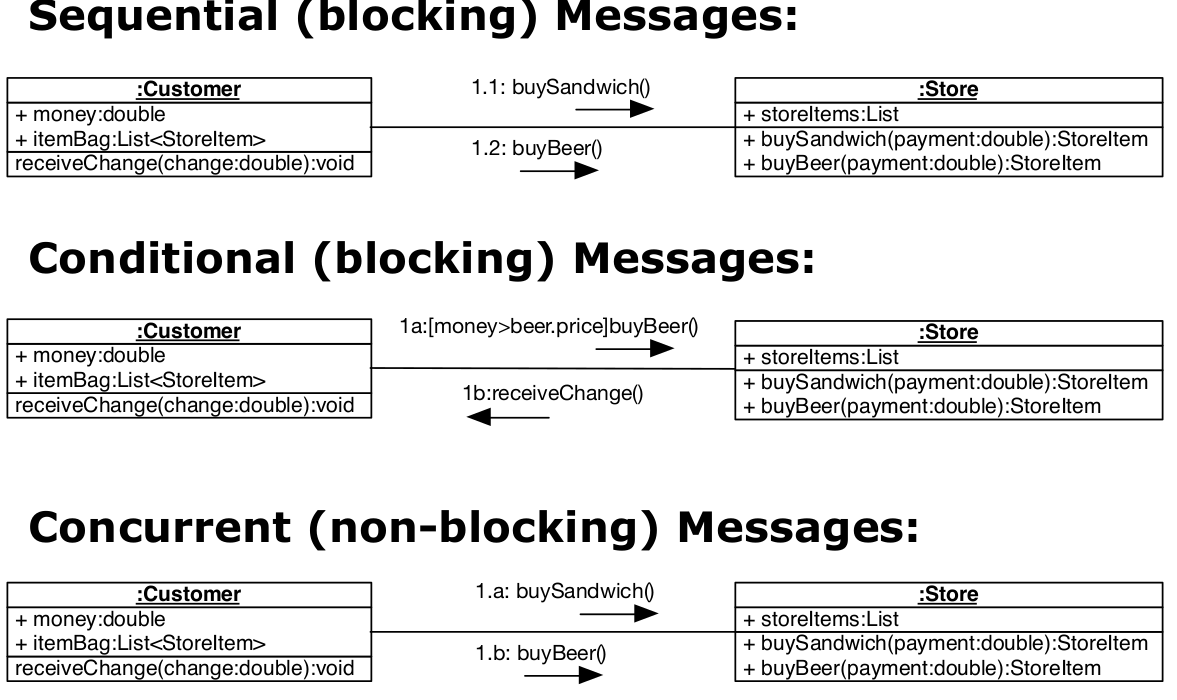 Sequential (blocking) Messages:
:Customer
+ money:double
+ itemBag:List<StoreItem>
receiveChange(change:double):void
1.1: buySandwich()
1.2: buyBeer()
:Store
+ storeItems:List
+ buySandwich(payment:double):StoreItem
+ buyBeer(payment:double):StoreItem
Conditional (blocking) Messages:
:Customer
+ money:double
+ itemBag:List<StoreItem>
receiveChange(change:double):void
1a:[money>beer.price]buyBeer()
1b:receiveChange()
:Store
+ storeItems:List
+ buySandwich(payment:double):StoreItem
+ buyBeer(payment:double):StoreItem
Concurrent (non-blocking) Messages:
:Customer
+ money:double
+ itemBag:List<StoreItem>
receiveChange(change:double):void
1.a: buySandwich()
1.b: buyBeer()
:Store
+ storeItems:List
+ buySandwich(payment:double):StoreItem
+ buyBeer(payment:double):StoreItem